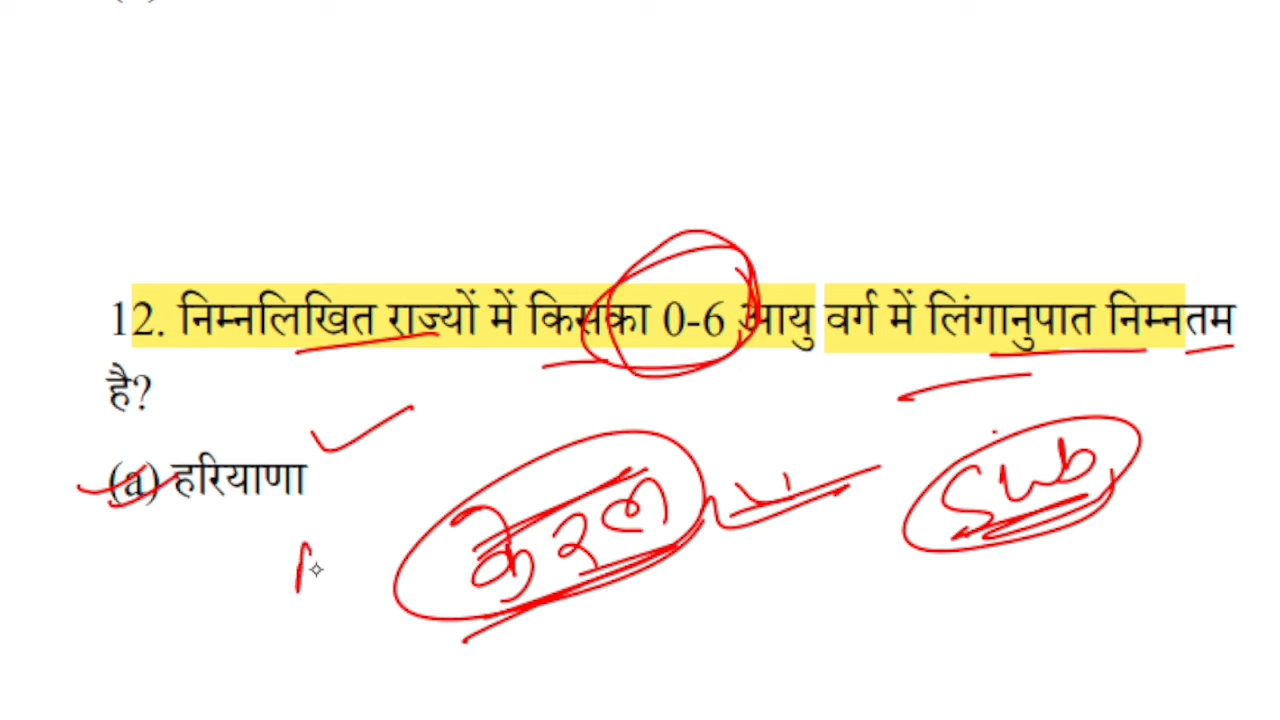 12. निम्नलिखित राज्यों में किसका 0-6 आयु वर्ग में लिंगानुपात निम्नतम
है?
(a) हरियाणा
केरल
Sub